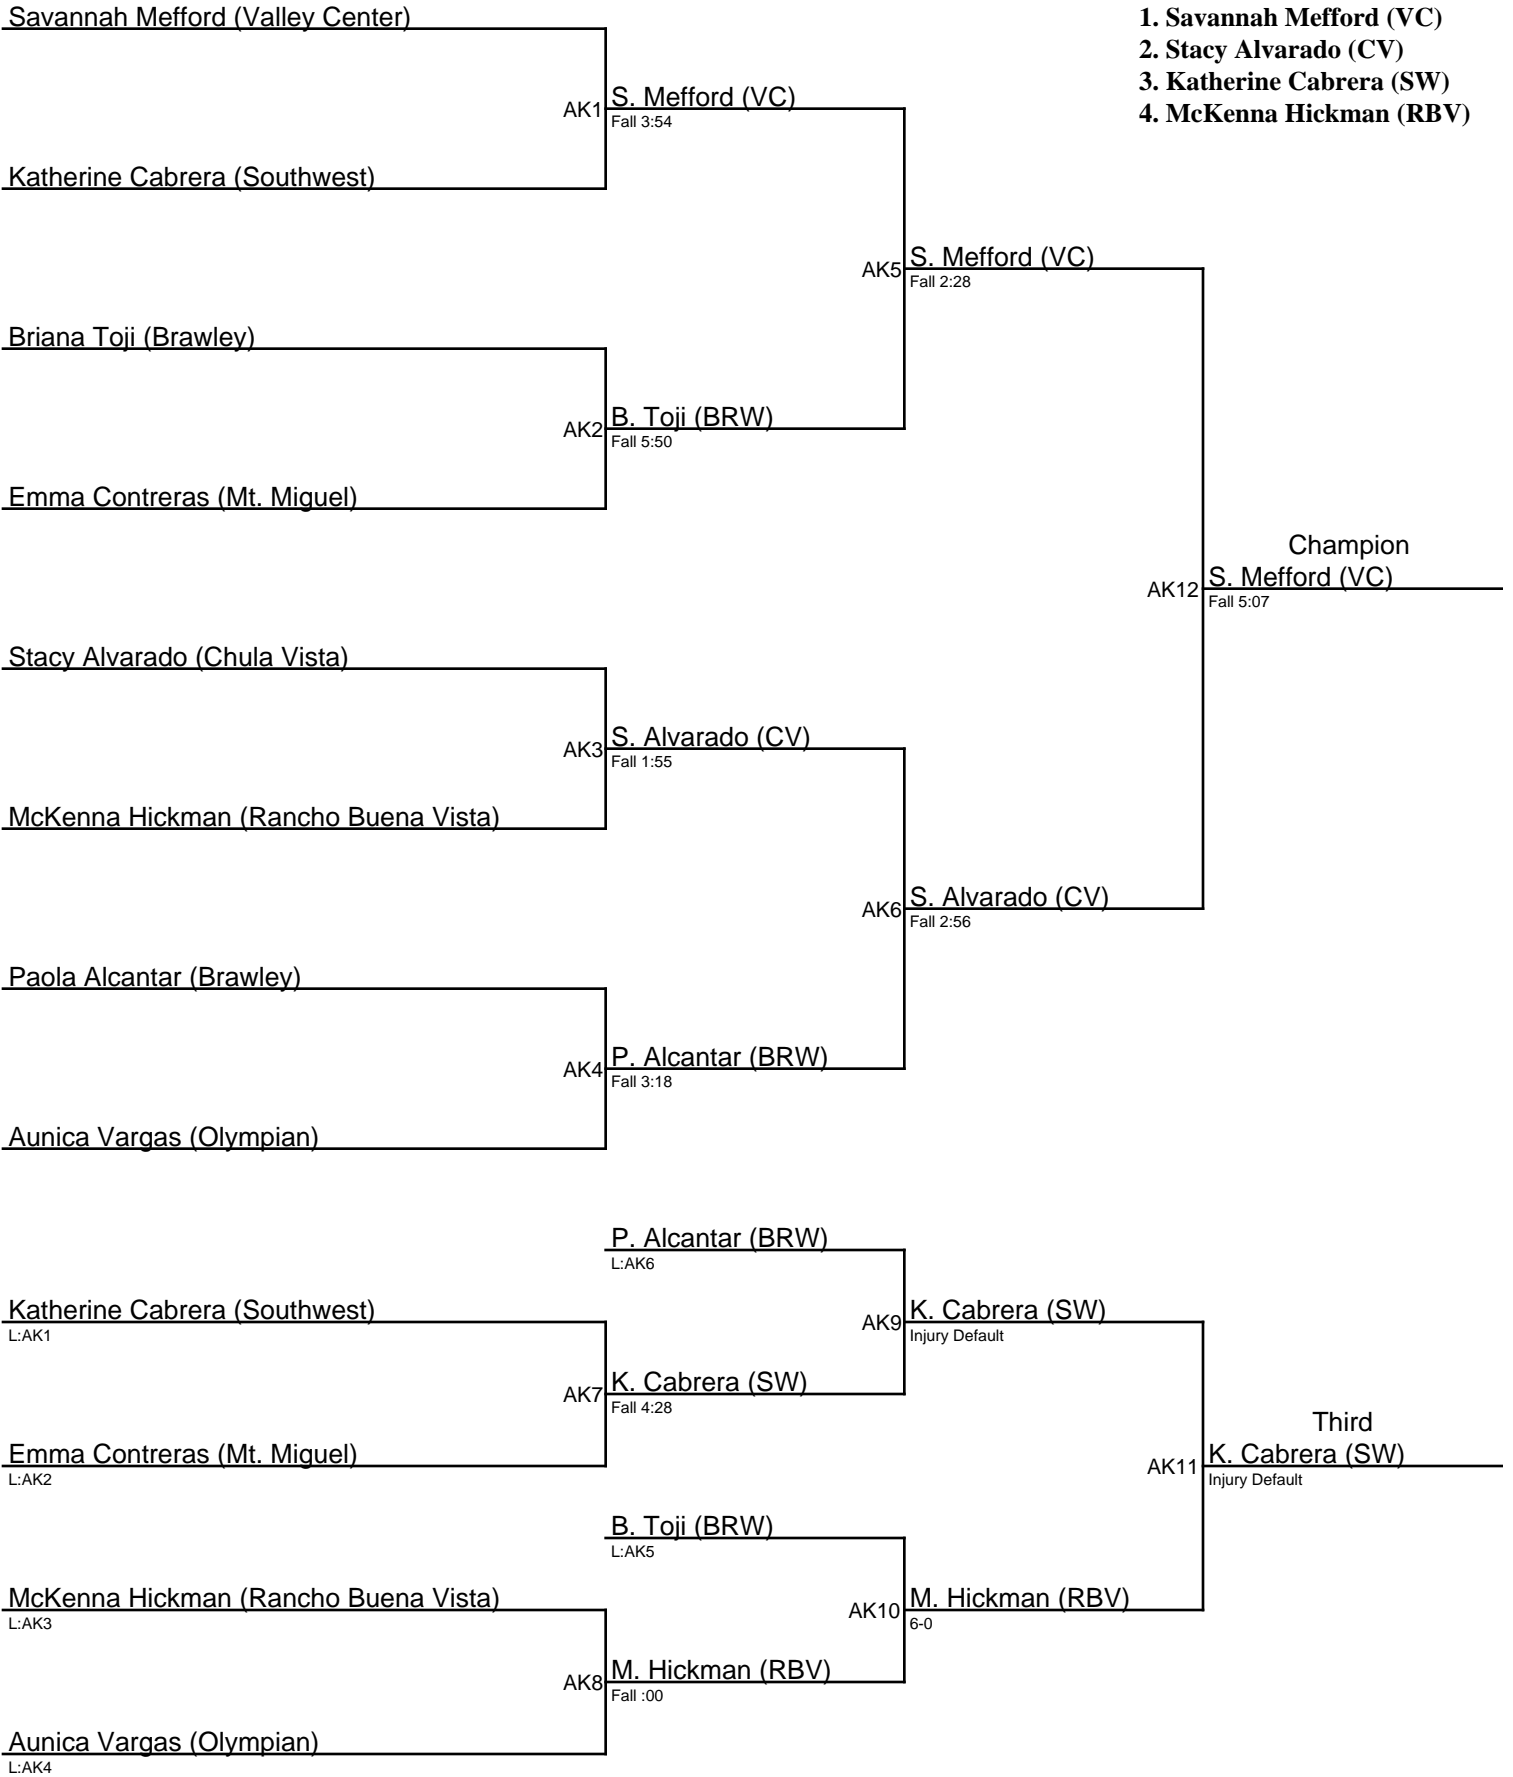 Savannah Mefford (Valley Center)
1. Savannah Mefford (VC)
2. Stacy Alvarado (CV)
3. Katherine Cabrera (SW)
4. McKenna Hickman (RBV)
AK1
S. Mefford (VC)
Fall 3:54
Katherine Cabrera (Southwest)
AK5
S. Mefford (VC)
Fall 2:28
Briana Toji (Brawley)
AK2
B. Toji (BRW)
Fall 5:50
Emma Contreras (Mt. Miguel)
Champion
AK12
S. Mefford (VC)
Fall 5:07
Stacy Alvarado (Chula Vista)
AK3
S. Alvarado (CV)
Fall 1:55
McKenna Hickman (Rancho Buena Vista)
AK6
S. Alvarado (CV)
Fall 2:56
Paola Alcantar (Brawley)
AK4
P. Alcantar (BRW)
Fall 3:18
Aunica Vargas (Olympian)
P. Alcantar (BRW)
L:AK6
Katherine Cabrera (Southwest)
L:AK1
AK9
K. Cabrera (SW)
Injury Default
AK7
K. Cabrera (SW)
Fall 4:28
Third
Emma Contreras (Mt. Miguel)
L:AK2
AK11
K. Cabrera (SW)
Injury Default
B. Toji (BRW)
L:AK5
McKenna Hickman (Rancho Buena Vista)
L:AK3
AK10
M. Hickman (RBV)
6-0
AK8
M. Hickman (RBV)
Fall :00
Aunica Vargas (Olympian)
L:AK4